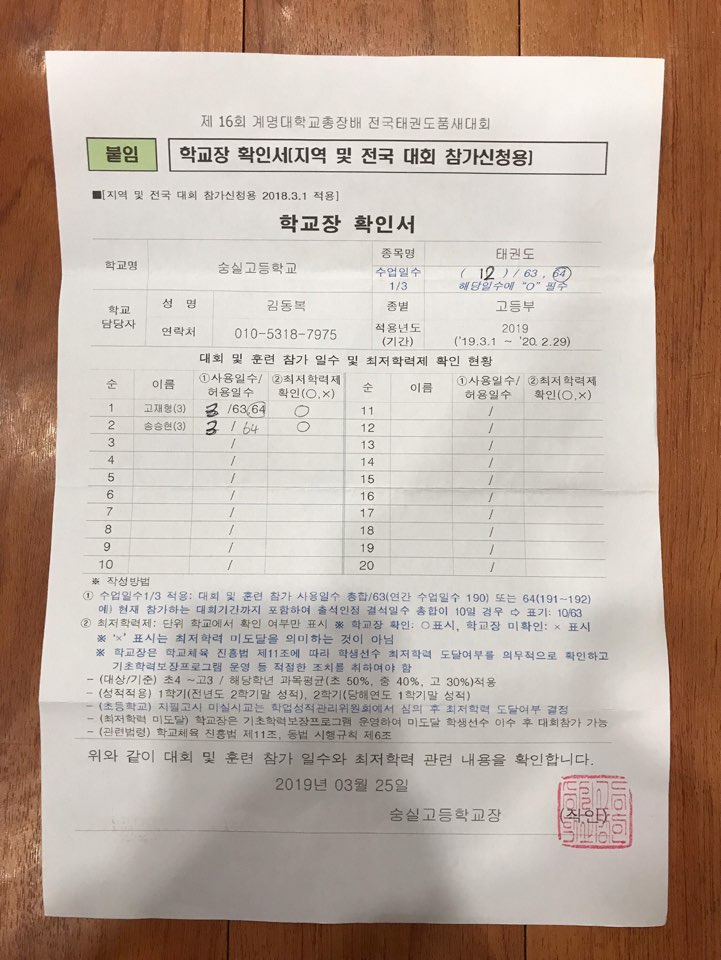 제 16회 계명대학교총장배 전국태권도품새대회
붙임 학교장 확인서[지역 및 전국 대회 참가신청용]
■[지역 및 전국 대회 참가신청용 2018.3.1 적용]
학교장 확인서
학교명 숭실고등학교 종목명 태권도
수업일수 1/3 ( 12 ) / 63 , 64
해당일수에 "O" 필수
학교 담당자 성 명 김동복 종별 고등부
연락처 010-5318-7975 적용년도 (기간) 2019 ('19.3.1 ~ '20.2.29)
대회 및 훈련 참가 일수 및 최저학력제 확인 현황
순 이름 ①사용일수/허용일수 ②최저학력제 확인(○,×) 순 이름 ①사용일수/허용일수 ②최저학력제 확인(○,×)
1 고재형(3) 3 /63,64 ○ 11 /
2 송승현(3) 3 / 64 ○ 12 /
3 / 13 /
4 / 14 /
5 / 15 /
6 / 16 /
7 / 17 /
8 / 18 /
9 / 19 /
10 / 20 /
※ 작성방법
① 수업일수1/3 적용: 대회 및 훈련 참가 사용일수 총합/63(연간 수업일수 190) 또는 64(191~192)
예) 현재 참가하는 대회기간까지 포함하여 출석인정 결석일수 총합이 10일 경우 ⇨ 표기: 10/63
② 최저학력제: 단위 학교에서 확인 여부만 표시 ※ 학교장 확인: ○표시, 학교장 미확인: × 표시
※ '×' 표시는 최저학력 미도달을 의미하는 것이 아님
※ 학교장은 학교체육 진흥법 제11조에 따라 학생선수 최저학력 도달여부를 의무적으로 확인하고
기초학력보장프로그램 운영 등 적절한 조치를 취하여야 함
- (대상/기준) 초4 ~고3 / 해당학년 과목평균(초 50%, 중 40%, 고 30%)적용
- (성적적용) 1학기(전년도 2학기말 성적), 2학기(당해연도 1학기말 성적)
- (초등학교) 지필고사 미실시교는 학업성적관리위원회에서 심의 후 최저학력 도달여부 결정
- (최저학력 미도달) 학교장은 기초학력보장프로그램 운영하여 미도달 학생선수 이수 후 대회참가 가능
- (관련법령) 학교체육 진흥법 제11조, 동법 시행규칙 제6조
위와 같이 대회 및 훈련 참가 일수와 최저학력 관련 내용을 확인합니다.
2019년 03월 25일
숭실고등학교장 (직인)